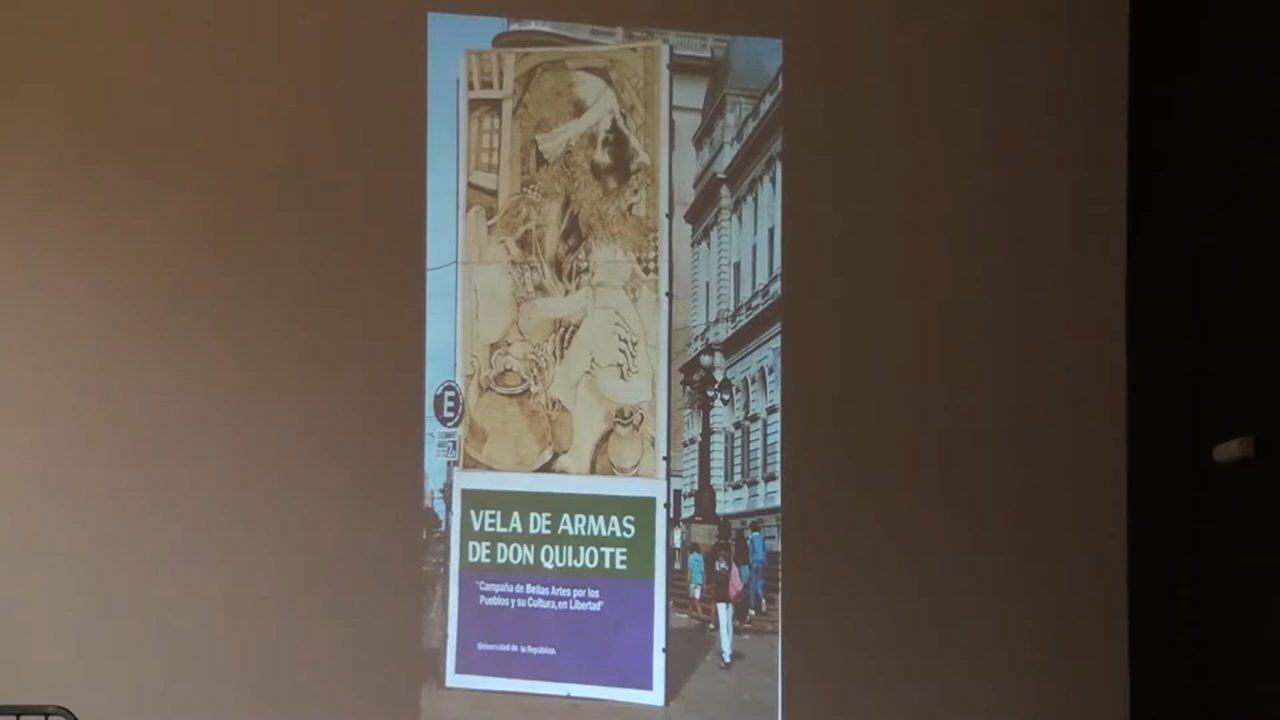 E
VELA DE ARMAS
DE DON QUIJOTE
"Campaña de Bellas Artes por los
Pueblos y su Cultura, en Libertad"
Universidad de la República.